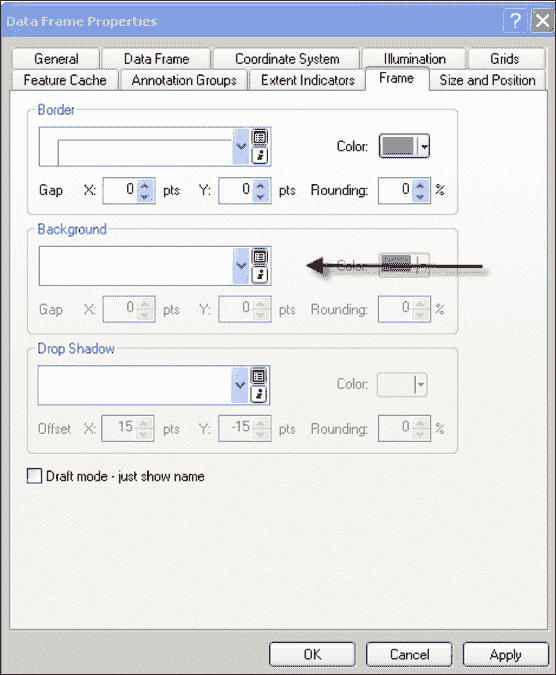 Data Frame Properties
General Data Frame Coordinate System Illumination Grids
Feature Cache Annotation Groups Extent Indicators Frame Size and Position
Border
Color:
Gap X: 0 pts Y: 0 pts Rounding: 0 %
Background
Color:
Gap X: 0 pts Y: 0 pts Rounding: 0 %
Drop Shadow
Color:
Offset X: 15 pts Y: -15 pts Rounding: 0 %
Draft mode - just show name
OK Cancel Apply